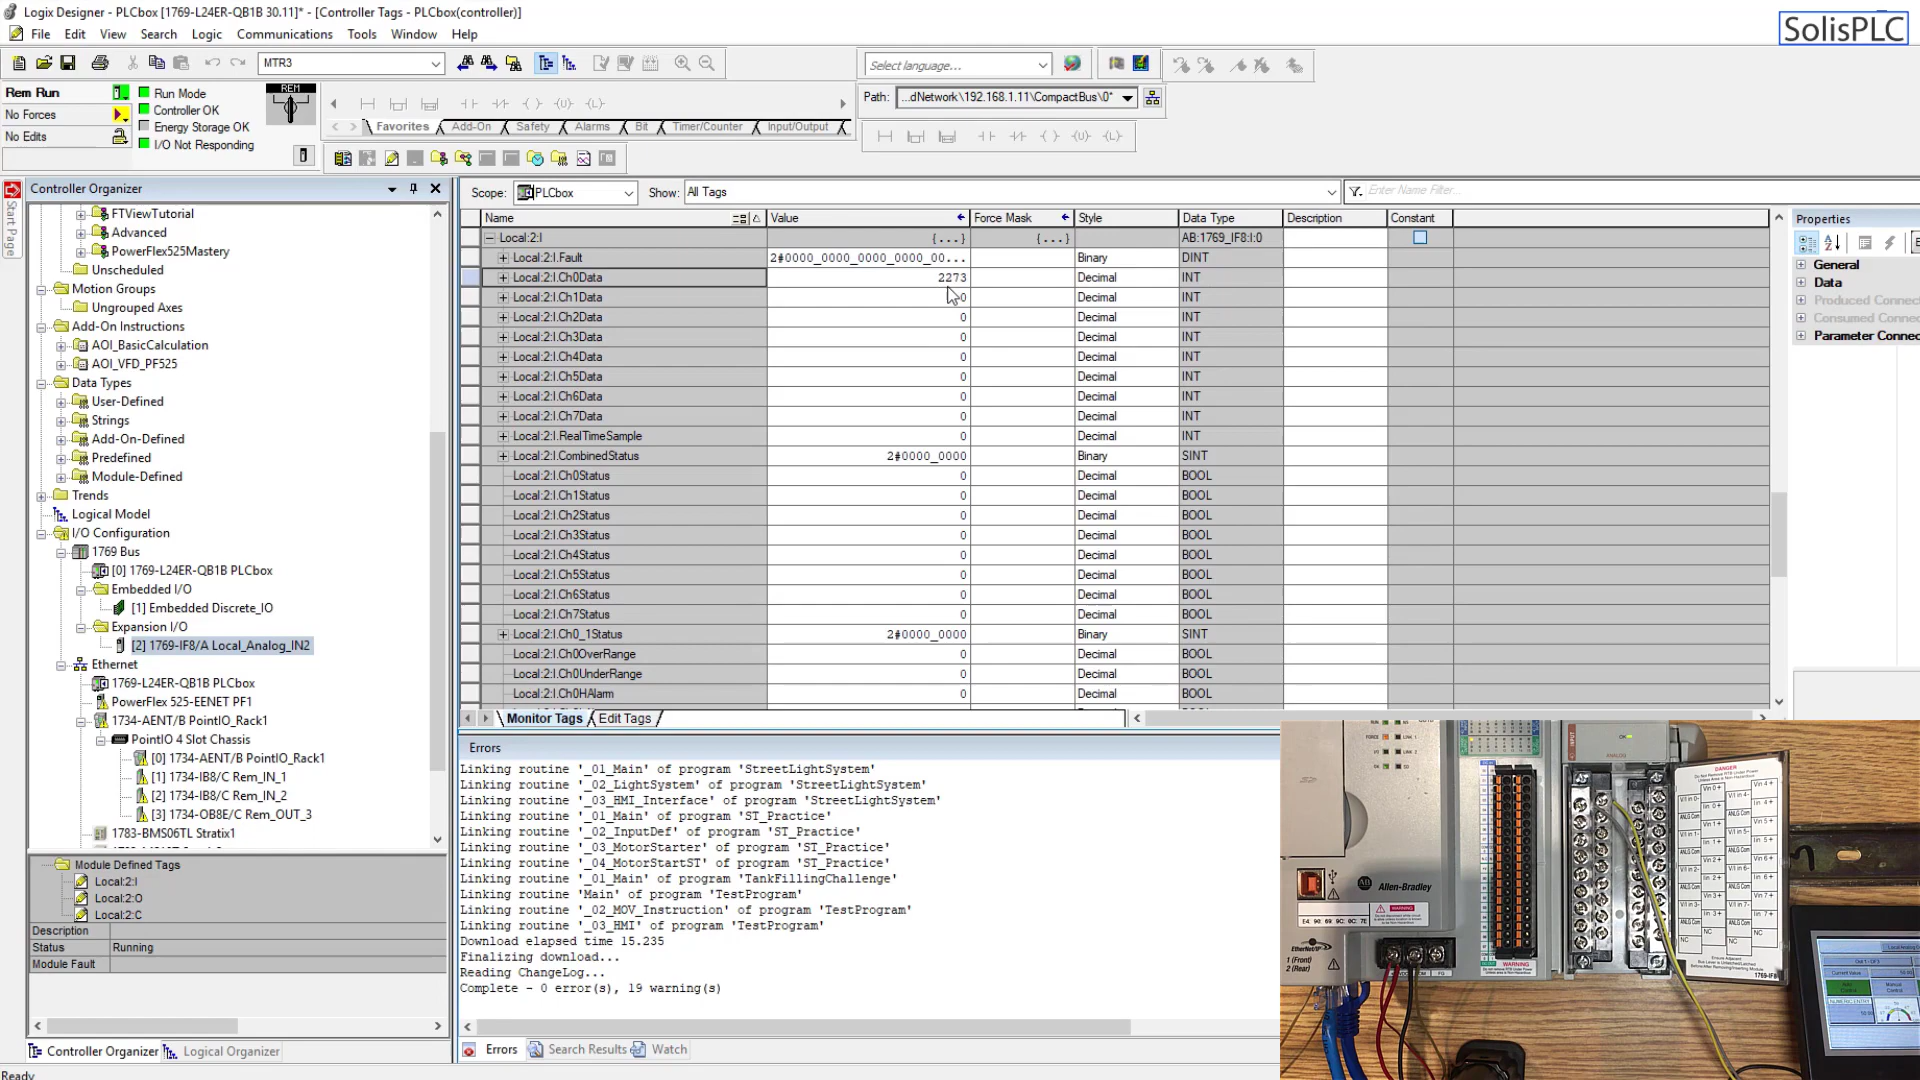 Logix Designer - PLCbox [1769-L24ER-QB1B 30.11]* - [Controller Tags - PLCbox(controller)]
SolisPLC
File Edit View Search Logic Communications Tools Window Help
MTR3
Select language...
Rem Run
No Forces
No Edits
Run Mode
Controller OK
Energy Storage OK
I/O Not Responding
REM
Path: ...dNetwork\192.168.1.11\CompactBus\0*
Favorites Add-On Safety Alarms Bit Timer/Counter Input/Output
Start Page
Controller Organizer
FTViewTutorial
Advanced
PowerFlex525Mastery
Unscheduled
Motion Groups
Ungrouped Axes
Add-On Instructions
AOI_BasicCalculation
AOI_VFD_PF525
Data Types
User-Defined
Strings
Add-On-Defined
Predefined
Module-Defined
Trends
Logical Model
I/O Configuration
1769 Bus
[0] 1769-L24ER-QB1B PLCbox
Embedded I/O
[1] Embedded Discrete_IO
Expansion I/O
[2] 1769-IF8/A Local_Analog_IN2
Ethernet
1769-L24ER-QB1B PLCbox
PowerFlex 525-EENET PF1
1734-AENT/B PointIO_Rack1
PointIO 4 Slot Chassis
[0] 1734-AENT/B PointIO_Rack1
[1] 1734-IB8/C Rem_IN_1
[2] 1734-IB8/C Rem_IN_2
[3] 1734-OB8E/C Rem_OUT_3
1783-BMS06TL Stratix1
Module Defined Tags
Local:2:I
Local:2:O
Local:2:C
Description
Status Running
Module Fault
Controller Organizer Logical Organizer
Ready
Scope: PLCbox Show: All Tags Enter Name Filter...
Name Value Force Mask Style Data Type Description Constant
Local:2:I {...} {...} AB:1769_IF8:I:0
Local:2:I.Fault 2#0000_0000_0000_0000_00... Binary DINT
Local:2:I.Ch0Data 2273 Decimal INT
Local:2:I.Ch1Data 0 Decimal INT
Local:2:I.Ch2Data 0 Decimal INT
Local:2:I.Ch3Data 0 Decimal INT
Local:2:I.Ch4Data 0 Decimal INT
Local:2:I.Ch5Data 0 Decimal INT
Local:2:I.Ch6Data 0 Decimal INT
Local:2:I.Ch7Data 0 Decimal INT
Local:2:I.RealTimeSample 0 Decimal INT
Local:2:I.CombinedStatus 2#0000_0000 Binary SINT
Local:2:I.Ch0Status 0 Decimal BOOL
Local:2:I.Ch1Status 0 Decimal BOOL
Local:2:I.Ch2Status 0 Decimal BOOL
Local:2:I.Ch3Status 0 Decimal BOOL
Local:2:I.Ch4Status 0 Decimal BOOL
Local:2:I.Ch5Status 0 Decimal BOOL
Local:2:I.Ch6Status 0 Decimal BOOL
Local:2:I.Ch7Status 0 Decimal BOOL
Local:2:I.Ch0_1Status 2#0000_0000 Binary SINT
Local:2:I.Ch0OverRange 0 Decimal BOOL
Local:2:I.Ch0UnderRange 0 Decimal BOOL
Local:2:I.Ch0HAlarm 0 Decimal BOOL
Monitor Tags Edit Tags
Properties
General
Data
Produced Connec
Consumed Connec
Parameter Connec
Errors
Linking routine '_01_Main' of program 'StreetLightSystem'
Linking routine '_02_LightSystem' of program 'StreetLightSystem'
Linking routine '_03_HMI_Interface' of program 'StreetLightSystem'
Linking routine '_01_Main' of program 'ST_Practice'
Linking routine '_02_InputDef' of program 'ST_Practice'
Linking routine '_03_MotorStarter' of program 'ST_Practice'
Linking routine '_04_MotorStartST' of program 'ST_Practice'
Linking routine '_01_Main' of program 'TankFillingChallenge'
Linking routine 'Main' of program 'TestProgram'
Linking routine '_02_MOV_Instruction' of program 'TestProgram'
Linking routine '_03_HMI' of program 'TestProgram'
Download elapsed time 15.235
Finalizing download...
Reading ChangeLog...
Complete - 0 error(s), 19 warning(s)
Errors Search Results Watch
Allen-Bradley
WARNING
EtherNet/IP
1 (Front)
2 (Rear)
WARNING
DANGER
1769-IF8